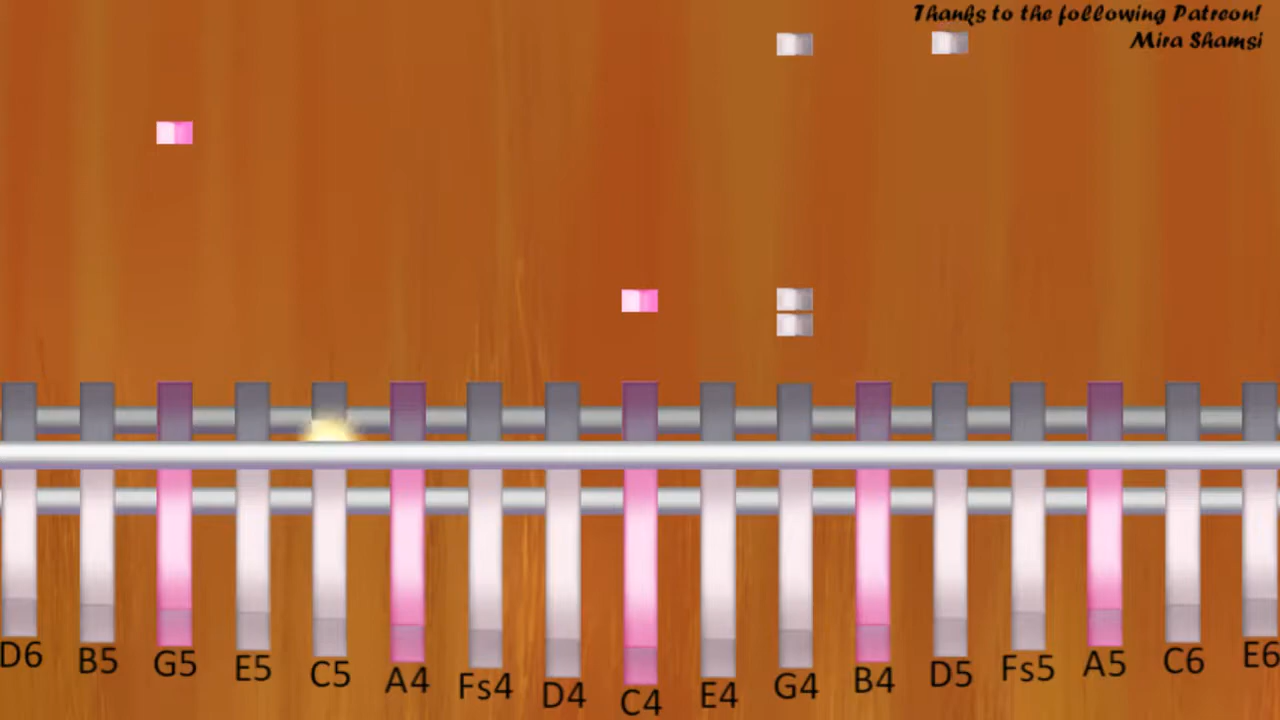 Thanks to the following Patreon!
Mira Shamsi
D6 B5 G5 E5 C5 A4 Fs4 D4 C4 E4 G4 B4 D5 Fs5 A5 C6 E6